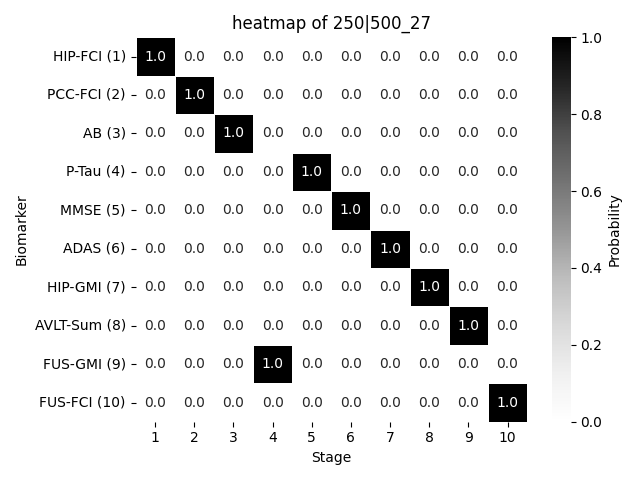 heatmap of 250|500_27
HIP-FCI (1) 1.0 0.0 0.0 0.0 0.0 0.0 0.0 0.0 0.0 0.0
PCC-FCI (2) 0.0 1.0 0.0 0.0 0.0 0.0 0.0 0.0 0.0 0.0
AB (3) 0.0 0.0 1.0 0.0 0.0 0.0 0.0 0.0 0.0 0.0
P-Tau (4) 0.0 0.0 0.0 0.0 1.0 0.0 0.0 0.0 0.0 0.0
MMSE (5) 0.0 0.0 0.0 0.0 0.0 1.0 0.0 0.0 0.0 0.0
ADAS (6) 0.0 0.0 0.0 0.0 0.0 0.0 1.0 0.0 0.0 0.0
HIP-GMI (7) 0.0 0.0 0.0 0.0 0.0 0.0 0.0 1.0 0.0 0.0
AVLT-Sum (8) 0.0 0.0 0.0 0.0 0.0 0.0 0.0 0.0 1.0 0.0
FUS-GMI (9) 0.0 0.0 0.0 1.0 0.0 0.0 0.0 0.0 0.0 0.0
FUS-FCI (10) 0.0 0.0 0.0 0.0 0.0 0.0 0.0 0.0 0.0 1.0
1 2 3 4 5 6 7 8 9 10
Stage
Biomarker
1.0
0.8
0.6
0.4
0.2
0.0
Probability